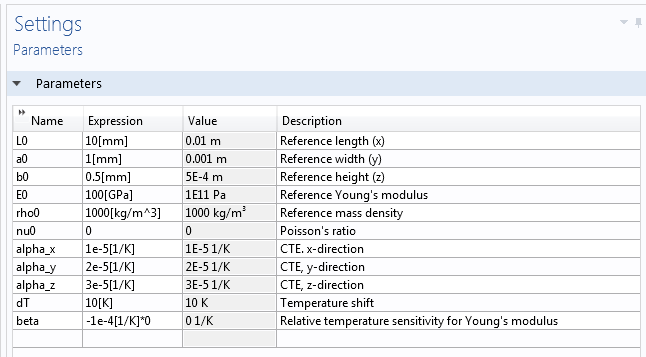 Settings
Parameters
Parameters
Name Expression Value Description
L0 10[mm] 0.01 m Reference length (x)
a0 1[mm] 0.001 m Reference width (y)
b0 0.5[mm] 5E-4 m Reference height (z)
E0 100[GPa] 1E11 Pa Reference Young's modulus
rho0 1000[kg/m^3] 1000 kg/m³ Reference mass density
nu0 0 0 Poisson's ratio
alpha_x 1e-5[1/K] 1E-5 1/K CTE. x-direction
alpha_y 2e-5[1/K] 2E-5 1/K CTE, y-direction
alpha_z 3e-5[1/K] 3E-5 1/K CTE, z-direction
dT 10[K] 10 K Temperature shift
beta -1e-4[1/K]*0 0 1/K Relative temperature sensitivity for Young's modulus